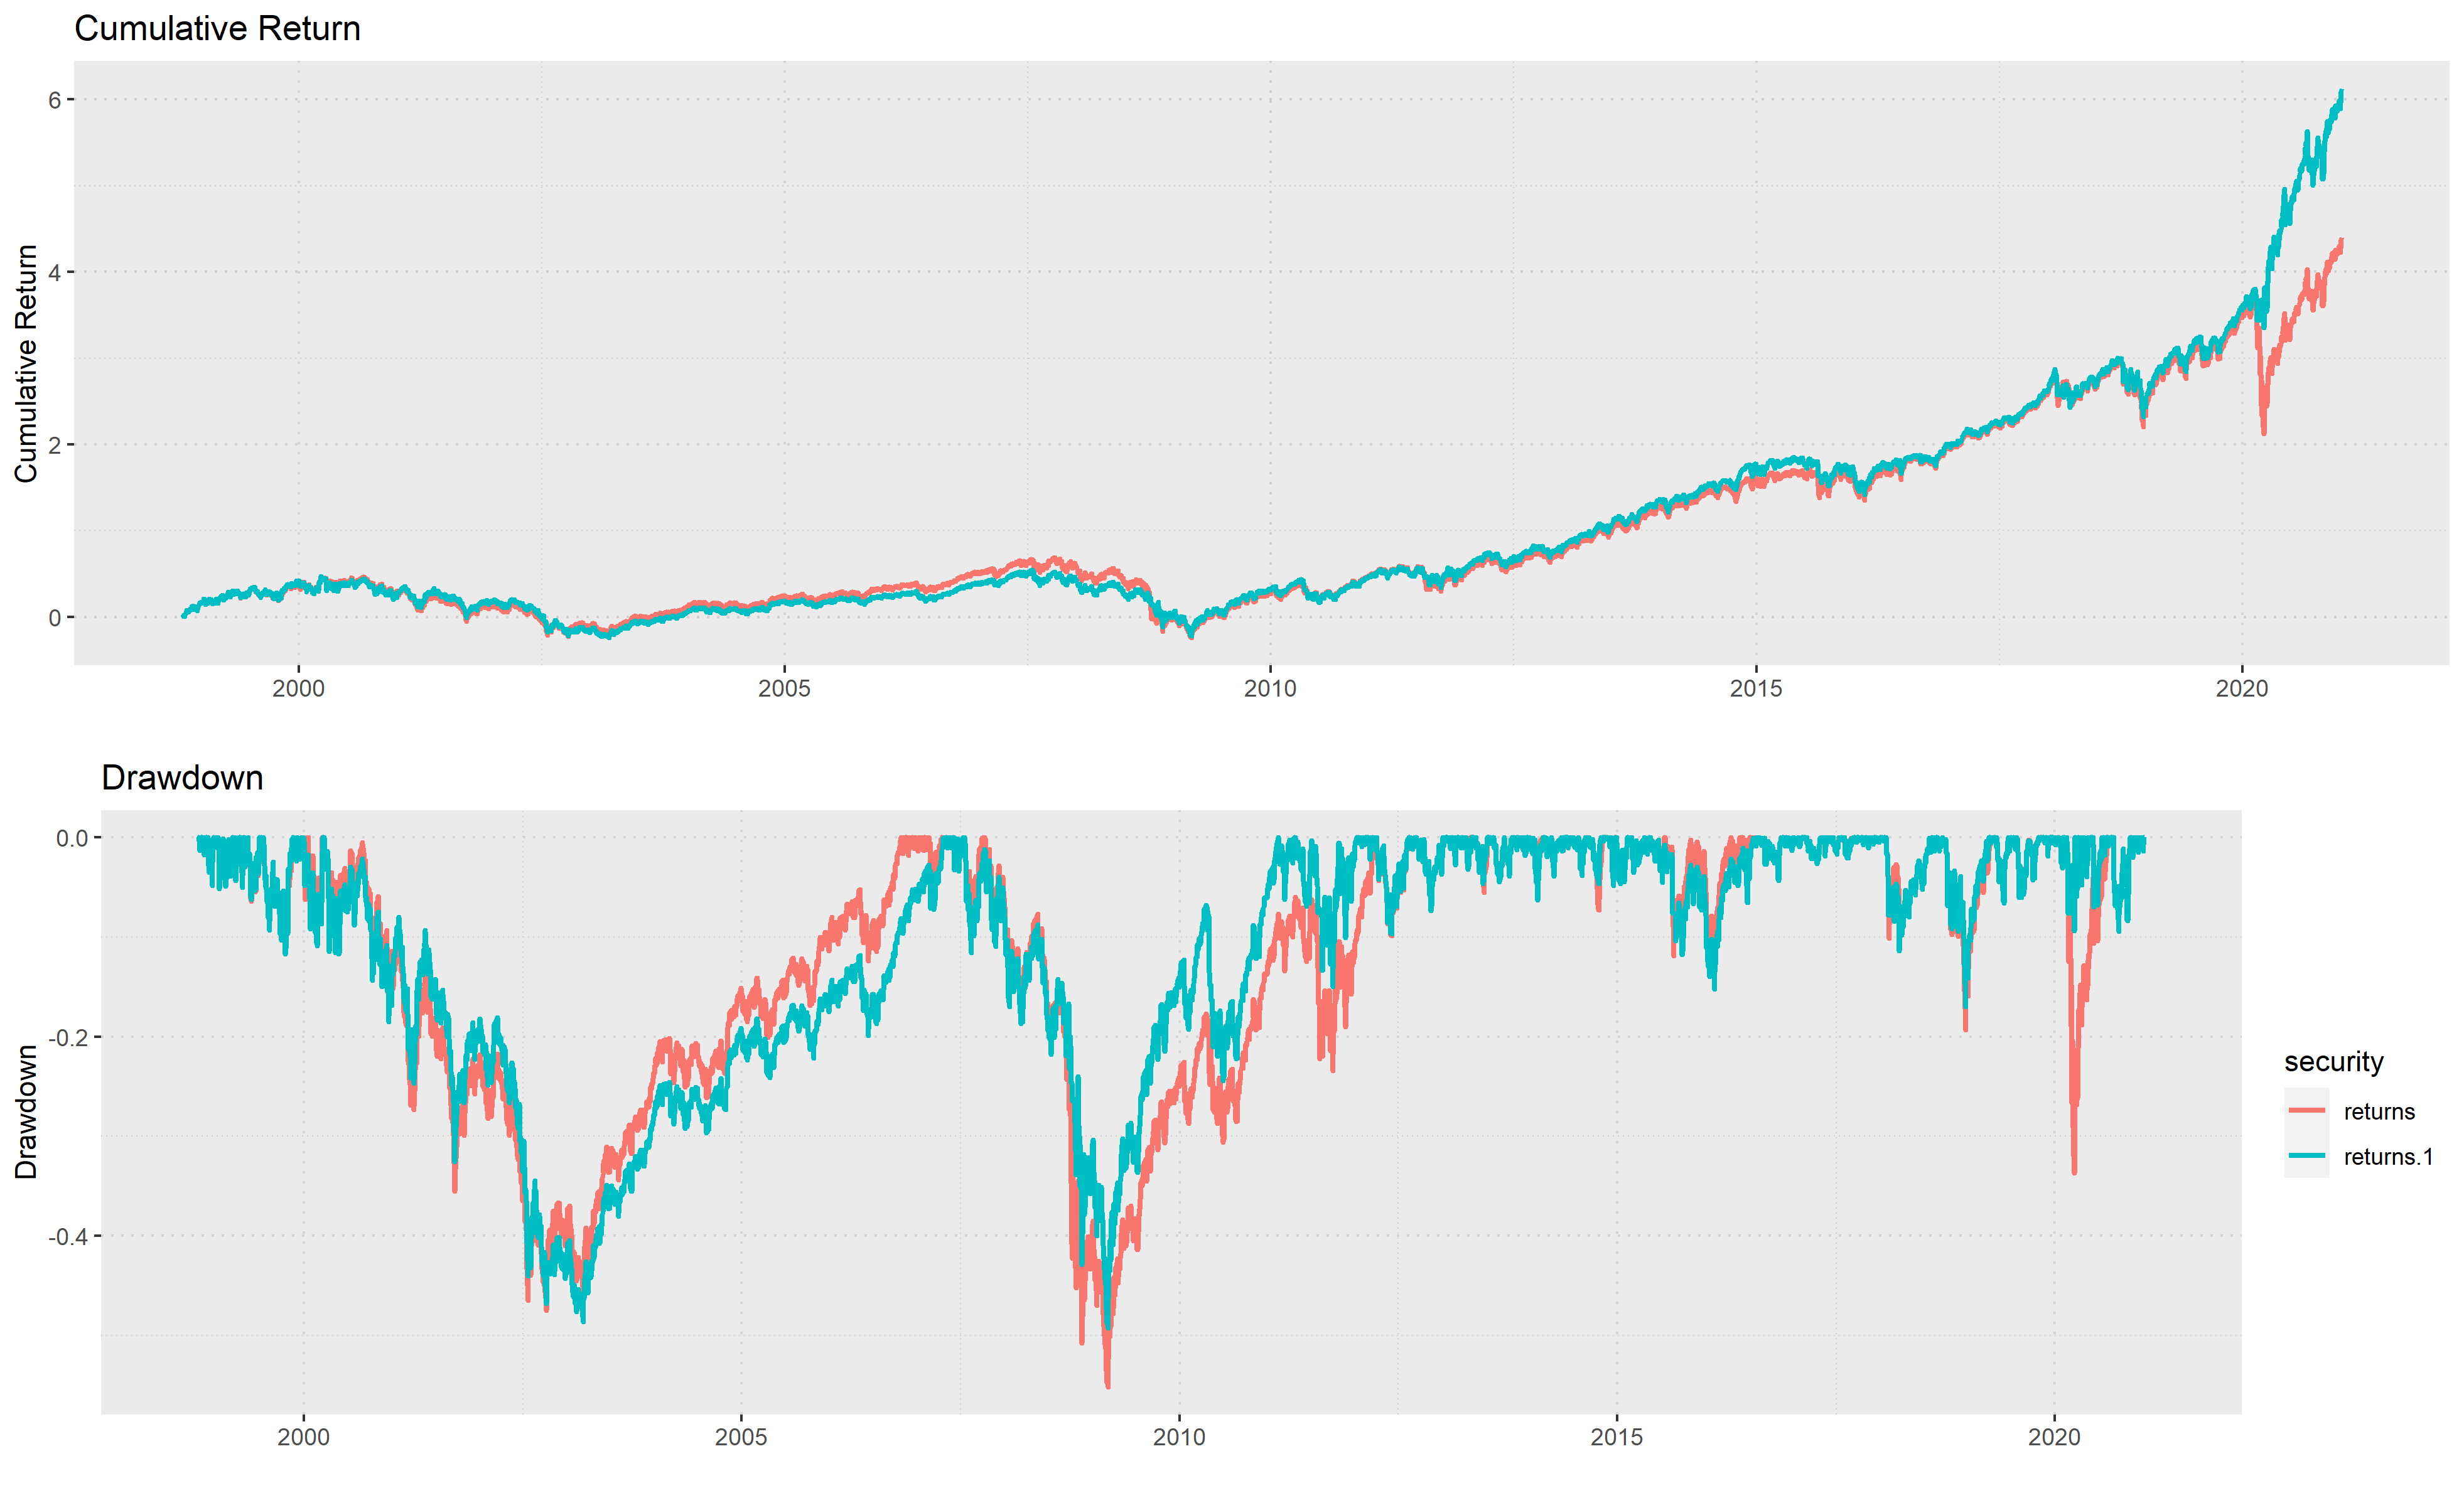 Cumulative Return
Cumulative Return
6
4
2
0
2000 2005 2010 2015 2020
Drawdown
Drawdown
0.0
-0.2
-0.4
2000 2005 2010 2015 2020
security
returns
returns.1